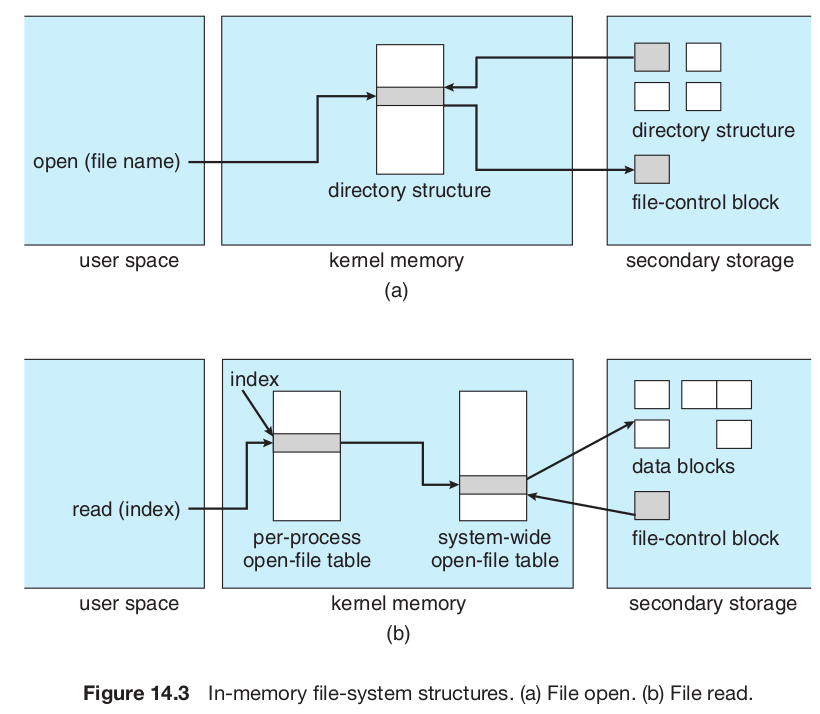 open (file name)
directory structure
directory structure
file-control block
user space
kernel memory
secondary storage
(a)
index
read (index)
per-process
open-file table
system-wide
open-file table
data blocks
file-control block
user space
kernel memory
secondary storage
(b)
Figure 14.3 In-memory file-system structures. (a) File open. (b) File read.